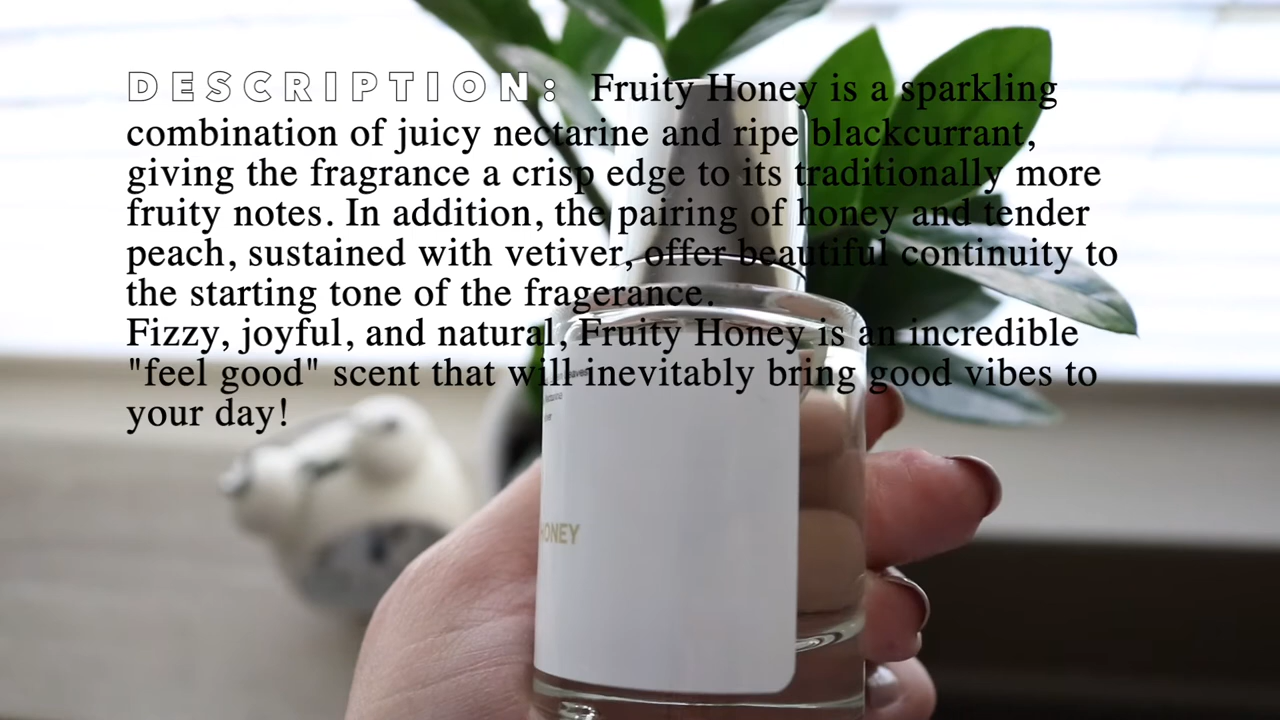 DESCRIPTION: Fruity Honey is a sparkling
combination of juicy nectarine and ripe blackcurrant,
giving the fragrance a crisp edge to its traditionally more
fruity notes. In addition, the pairing of honey and tender
peach, sustained with vetiver, offer beautiful continuity to
the starting tone of the fragerance.
Fizzy, joyful, and natural, Fruity Honey is an incredible
"feel good" scent that will inevitably bring good vibes to
your day!
HONEY